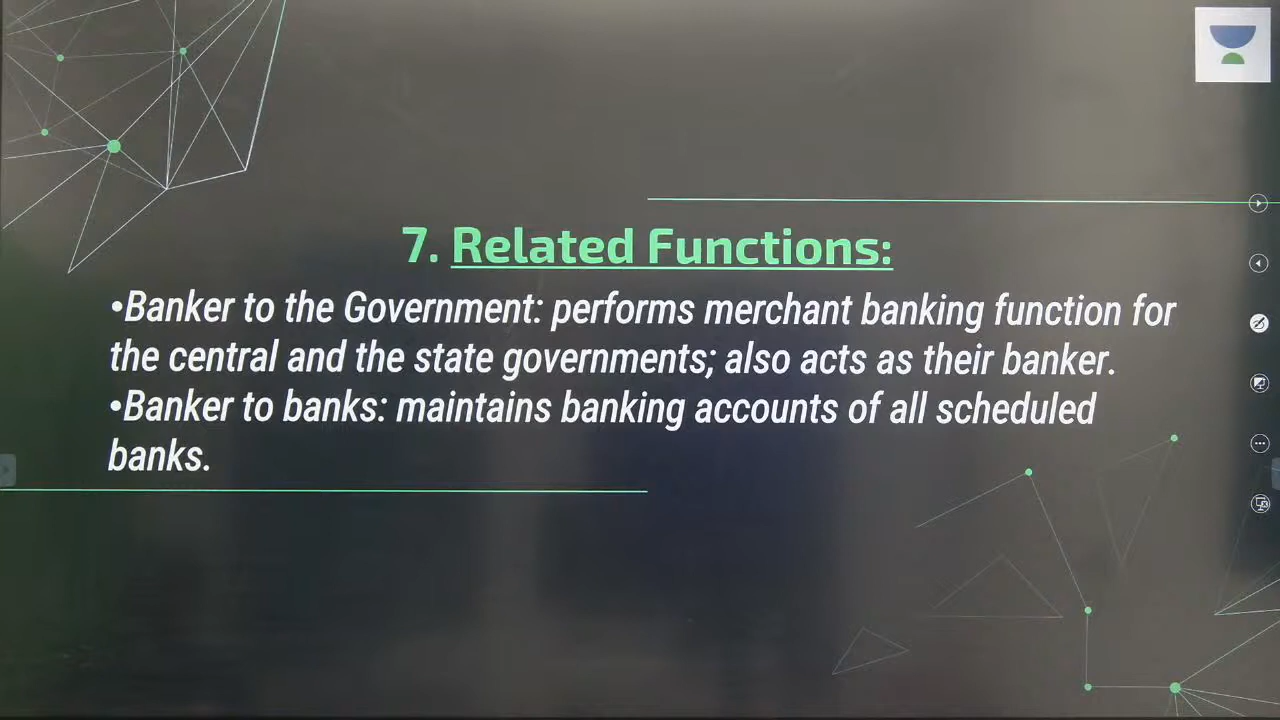 7. Related Functions:
•Banker to the Government: performs merchant banking function for
the central and the state governments; also acts as their banker.
•Banker to banks: maintains banking accounts of all scheduled
banks.